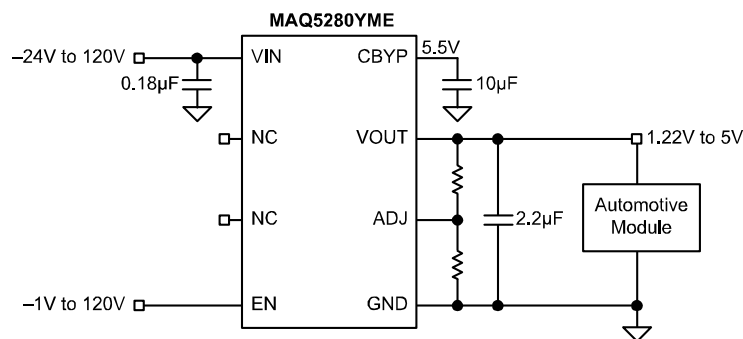 MAQ5280YME
–24V to 120V
VIN
CBYP
5.5V
0.18µF
10µF
NC
VOUT
1.22V to 5V
NC
ADJ
2.2µF
Automotive
Module
–1V to 120V
EN
GND